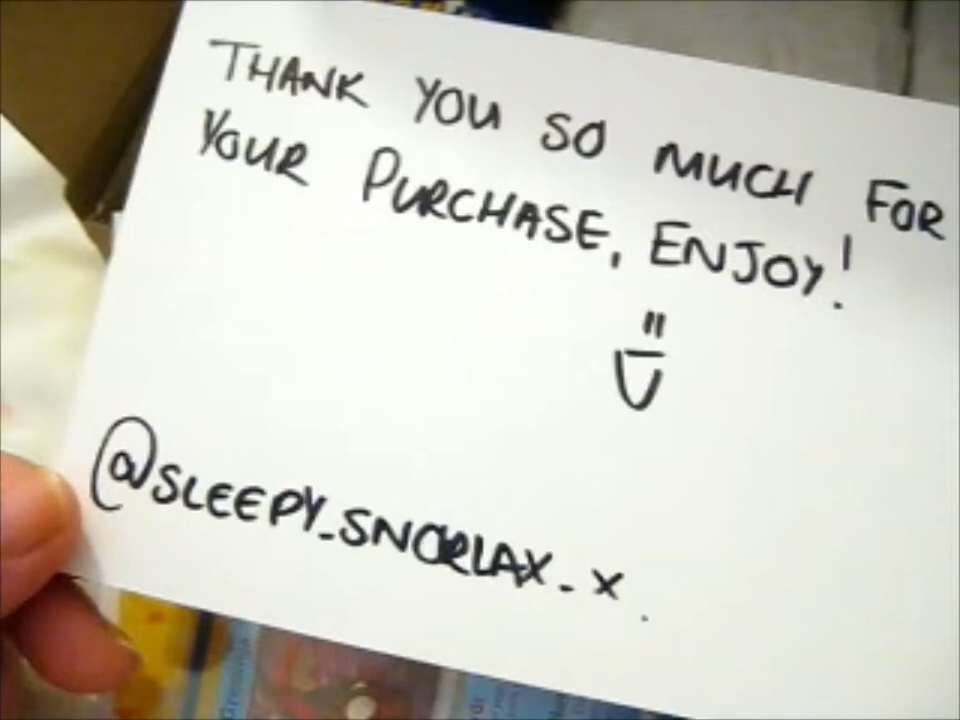 THANK YOU SO MUCH FOR
YOUR PURCHASE, ENJOY!
=D
@SLEEPY_SNORLAX_X